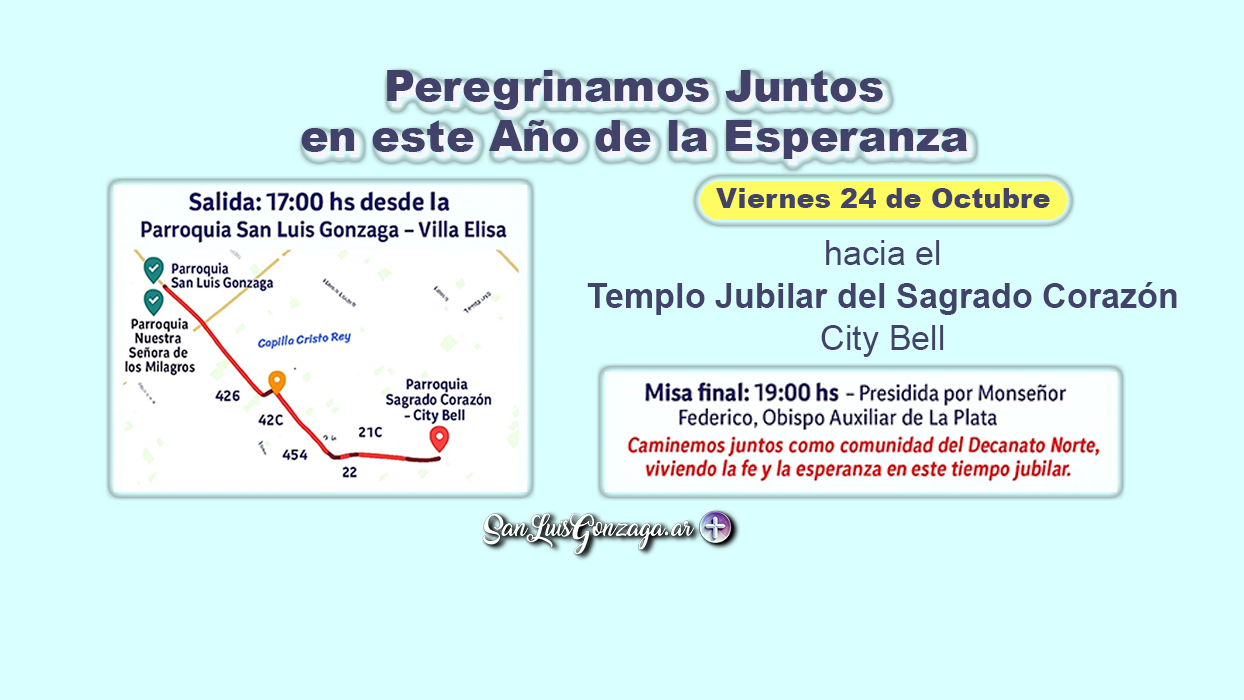 Peregrinamos Juntos
en este Año de la Esperanza
Salida: 17:00 hs desde la
Parroquia San Luis Gonzaga – Villa Elisa
Parroquia
San Luis Gonzaga
Parroquia
Nuestra
Señora de
los Milagros
Capilla Cristo Rey
426
42C
454
22
21C
Parroquia
Sagrado Corazón
– City Bell
Viernes 24 de Octubre
hacia el
Templo Jubilar del Sagrado Corazón
City Bell
Misa final: 19:00 hs – Presidida por Monseñor
Federico, Obispo Auxiliar de La Plata
Caminemos juntos como comunidad del Decanato Norte,
viviendo la fe y la esperanza en este tiempo jubilar.
SanLuisGonzaga.ar